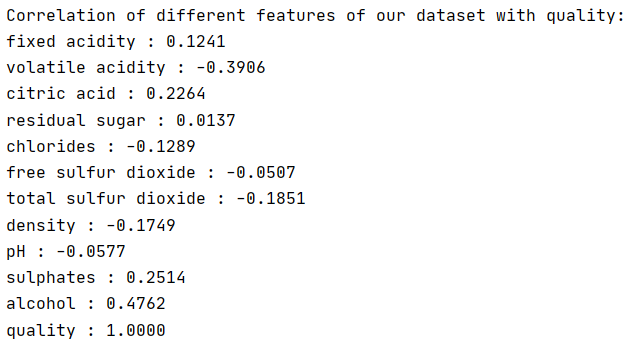 Correlation of different features of our dataset with quality:
fixed acidity : 0.1241
volatile acidity : -0.3906
citric acid : 0.2264
residual sugar : 0.0137
chlorides : -0.1289
free sulfur dioxide : -0.0507
total sulfur dioxide : -0.1851
density : -0.1749
pH : -0.0577
sulphates : 0.2514
alcohol : 0.4762
quality : 1.0000